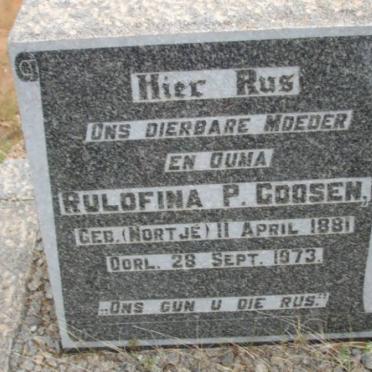 Hier Rus
ONS DIERBARE MOEDER
EN OUMA
RULOFINA P. GOOSEN,
GEB. (NORTJÉ) 11 APRIL 1881
OORL. 28 SEPT. 1973.
„ONS GUN U DIE RUS.”